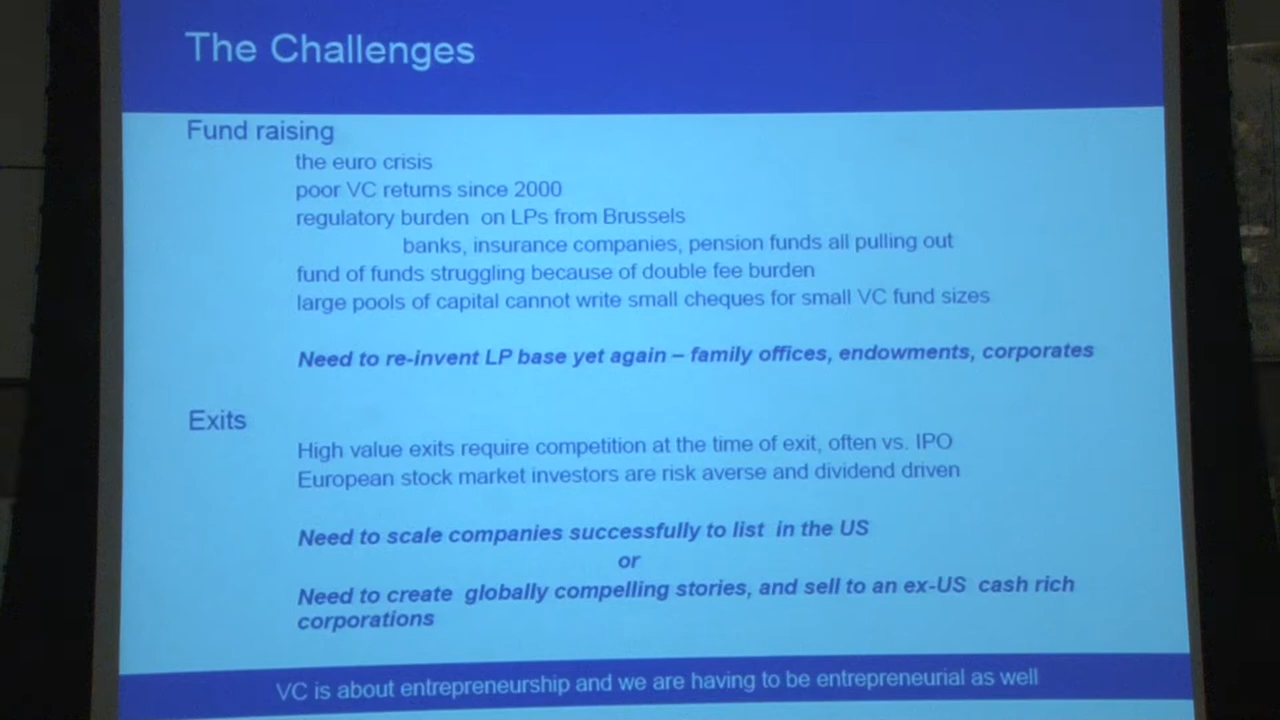 The Challenges
Fund raising
the euro crisis
poor VC returns since 2000
regulatory burden on LPs from Brussels
banks, insurance companies, pension funds all pulling out
fund of funds struggling because of double fee burden
large pools of capital cannot write small cheques for small VC fund sizes
Need to re-invent LP base yet again – family offices, endowments, corporates
Exits
High value exits require competition at the time of exit, often vs. IPO
European stock market investors are risk averse and dividend driven
Need to scale companies successfully to list in the US
or
Need to create globally compelling stories, and sell to an ex-US cash rich
corporations
VC is about entrepreneurship and we are having to be entrepreneurial as well